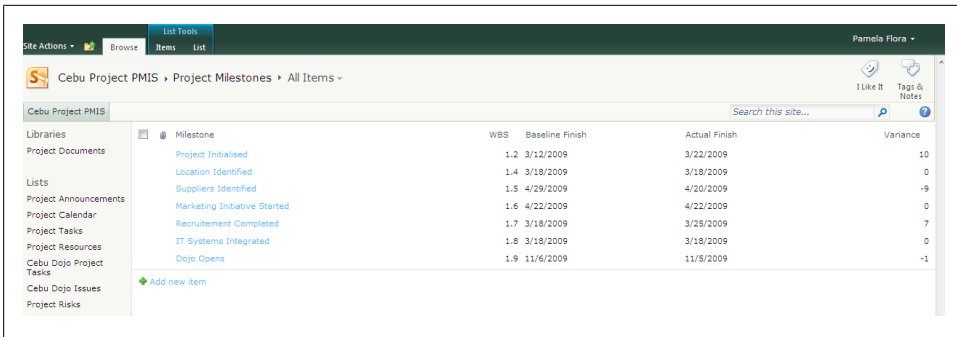 List Tools
Site Actions Browse Items List Pamela Flora
Cebu Project PMIS Project Milestones All Items
I Like It Tags & Notes
Cebu Project PMIS Search this site...
Libraries
Project Documents
Lists
Project Announcements
Project Calendar
Project Tasks
Project Resources
Cebu Dojo Project
Tasks
Cebu Dojo Issues
Project Risks
Milestone WBS Baseline Finish Actual Finish Variance
Project Initialised 1.2 3/12/2009 3/22/2009 10
Location Identified 1.4 3/18/2009 3/18/2009 0
Suppliers Identified 1.5 4/29/2009 4/20/2009 -9
Marketing Initiative Started 1.6 4/22/2009 4/22/2009 0
Recruitement Completed 1.7 3/18/2009 3/25/2009 7
IT Systems Integrated 1.8 3/18/2009 3/18/2009 0
Dojo Opens 1.9 11/6/2009 11/5/2009 -1
Add new item